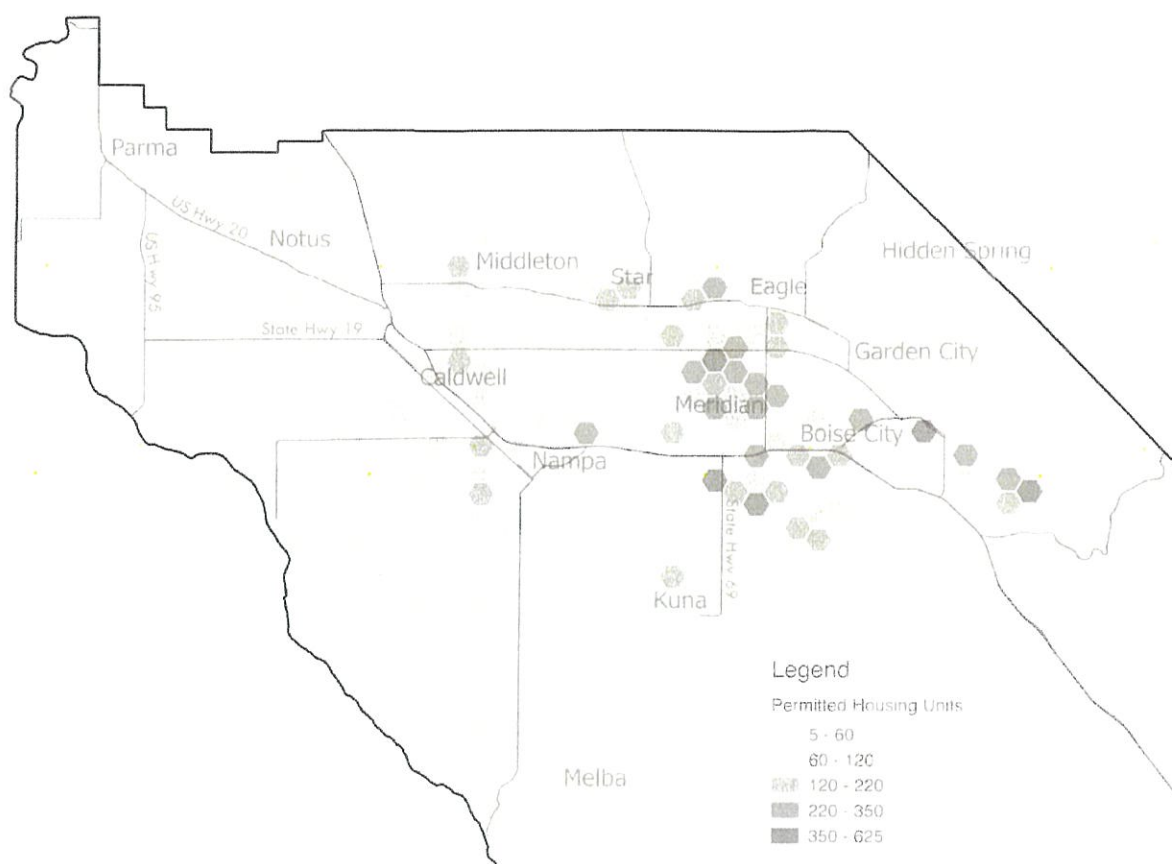 Parma
US Hwy 20
US Hwy 95
Notus
Middleton
Star
Eagle
Hidden Spring
State Hwy 19
Caldwell
Garden City
Meridian
Boise City
Nampa
State Hwy 69
Kuna
Melba
Legend
Permitted Housing Units
5 - 60
60 - 120
120 - 220
220 - 350
350 - 625